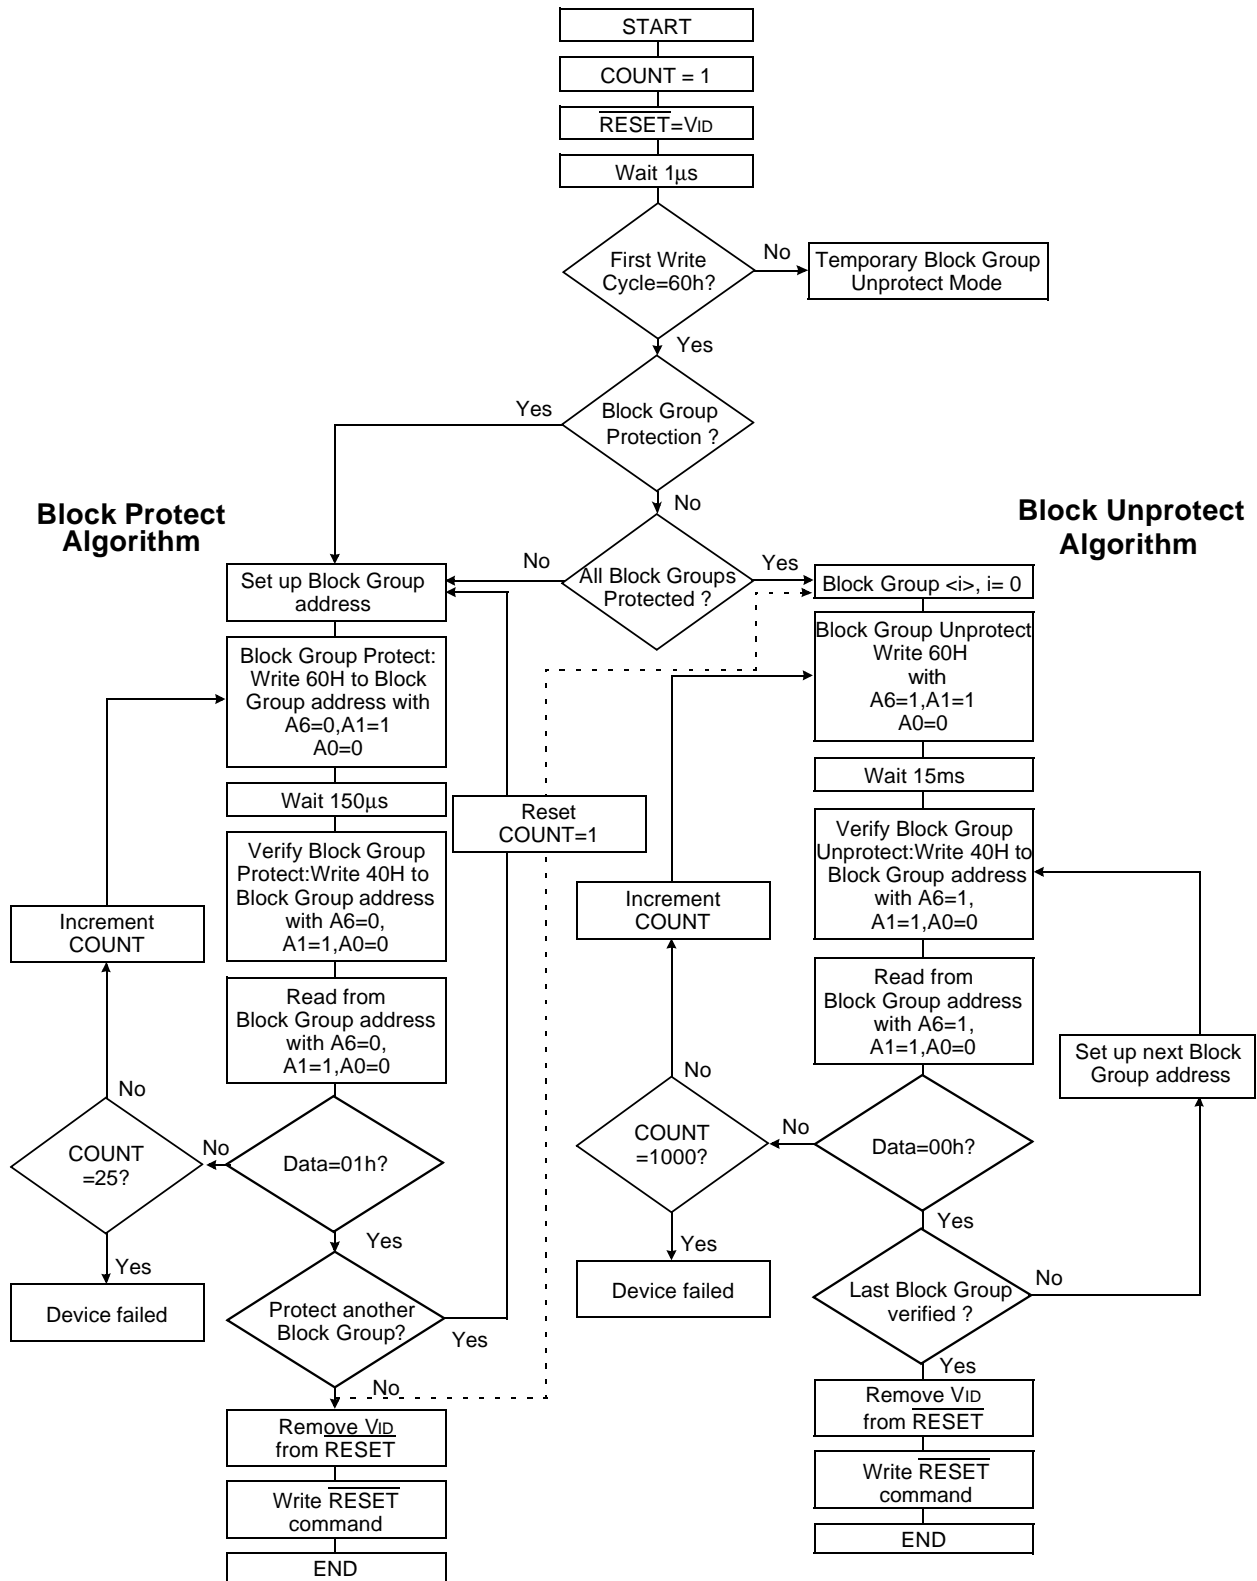 START
COUNT = 1
RESET=VID
Wait 1μs
First Write
Cycle=60h?
No
Temporary Block Group
Unprotect Mode
Yes
Block Group
Protection ?
Yes
No
Block Protect
Algorithm
Block Unprotect
Algorithm
All Block Groups
Protected ?
No
Yes
Set up Block Group
address
Block Group Protect:
Write 60H to Block
Group address with
A6=0,A1=1
A0=0
Wait 150μs
Reset
COUNT=1
Verify Block Group
Protect:Write 40H to
Block Group address
with A6=0,
A1=1,A0=0
Increment
COUNT
Read from
Block Group address
with A6=0,
A1=1,A0=0
No
COUNT
=25?
No
Data=01h?
Yes
Yes
Device failed
Protect another
Block Group?
Yes
No
Remove VID
from RESET
Write RESET
command
END
Block Group <i>, i= 0
Block Group Unprotect
Write 60H
with
A6=1,A1=1
A0=0
Wait 15ms
Verify Block Group
Unprotect:Write 40H to
Block Group address
with A6=1,
A1=1,A0=0
Increment
COUNT
Read from
Block Group address
with A6=1,
A1=1,A0=0
Set up next Block
Group address
No
COUNT
=1000?
No
Data=00h?
Yes
Yes
Device failed
Last Block Group
verified ?
No
Yes
Remove VID
from RESET
Write RESET
command
END